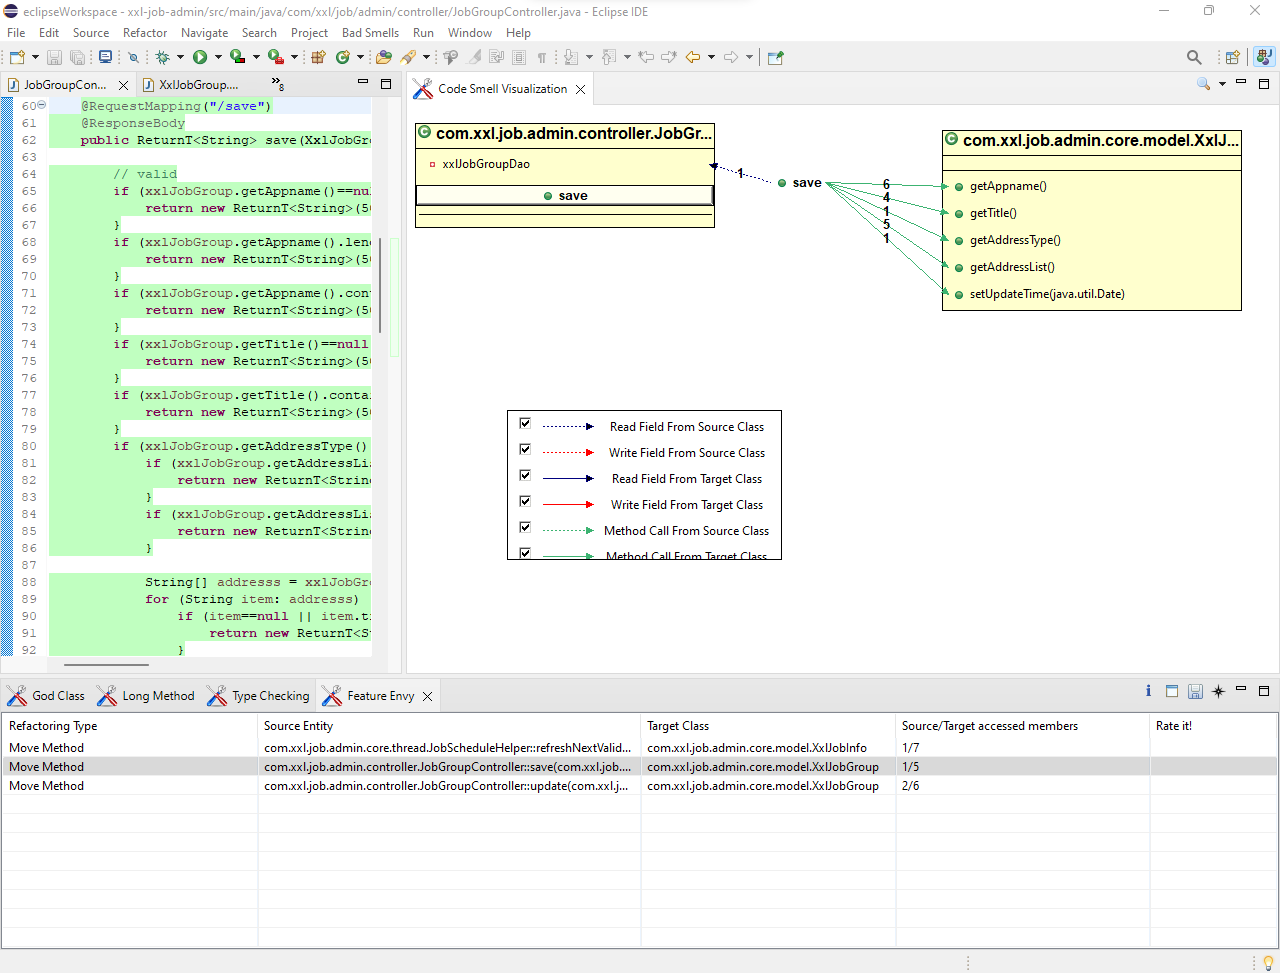 eclipseWorkspace - xxl-job-admin/src/main/java/com/xxl/job/admin/controller/JobGroupController.java - Eclipse IDE
File Edit Source Refactor Navigate Search Project Bad Smells Run Window Help
JobGroupCon... XxlJobGroup.... »8
60 @RequestMapping("/save")
61 @ResponseBody
62 public ReturnT<String> save(XxlJobGr
63
64 // valid
65 if (xxlJobGroup.getAppname()==nu
66 return new ReturnT<String>(5
67 }
68 if (xxlJobGroup.getAppname().len
69 return new ReturnT<String>(5
70 }
71 if (xxlJobGroup.getAppname().con
72 return new ReturnT<String>(5
73 }
74 if (xxlJobGroup.getTitle()==null
75 return new ReturnT<String>(5
76 }
77 if (xxlJobGroup.getTitle().conta
78 return new ReturnT<String>(5
79 }
80 if (xxlJobGroup.getAddressType()
81 if (xxlJobGroup.getAddressLi
82 return new ReturnT<Strin
83 }
84 if (xxlJobGroup.getAddressLi
85 return new ReturnT<Strin
86 }
87
88 String[] addresss = xxlJobGr
89 for (String item: addresss)
90 if (item==null || item.t
91 return new ReturnT<S
92 }
Code Smell Visualization
com.xxl.job.admin.controller.JobGr...
xxlJobGroupDao
save
1
save
6
4
1
5
1
com.xxl.job.admin.core.model.XxlJ...
getAppname()
getTitle()
getAddressType()
getAddressList()
setUpdateTime(java.util.Date)
Read Field From Source Class
Write Field From Source Class
Read Field From Target Class
Write Field From Target Class
Method Call From Source Class
Method Call From Target Class
God Class Long Method Type Checking Feature Envy
Refactoring Type Source Entity Target Class Source/Target accessed members Rate it!
Move Method com.xxl.job.admin.core.thread.JobScheduleHelper::refreshNextValid... com.xxl.job.admin.core.model.XxlJobInfo 1/7
Move Method com.xxl.job.admin.controller.JobGroupController::save(com.xxl.job.... com.xxl.job.admin.core.model.XxlJobGroup 1/5
Move Method com.xxl.job.admin.controller.JobGroupController::update(com.xxl.j... com.xxl.job.admin.core.model.XxlJobGroup 2/6